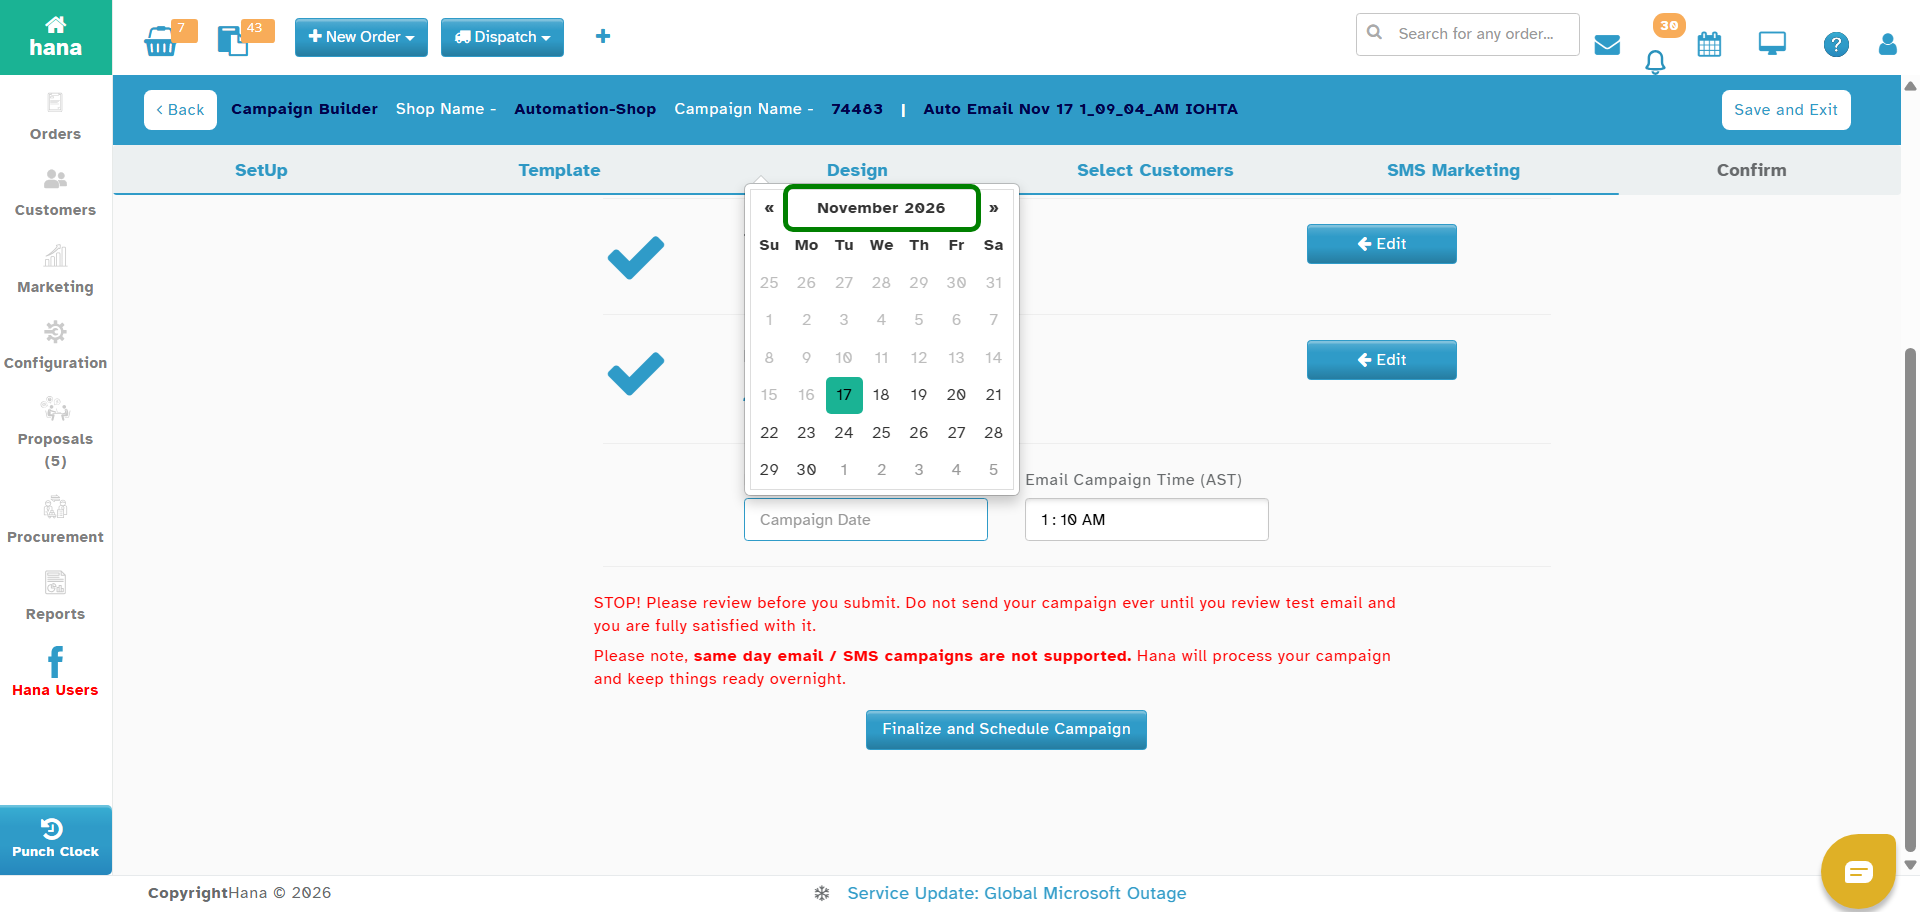 hana
7
43
New Order
Dispatch
Search for any order...
30
Back
Campaign Builder Shop Name - Automation-Shop Campaign Name - 74483 | Auto Email Nov 17 1_09_04_AM IOHTA
Save and Exit
SetUp Template Design Select Customers SMS Marketing Confirm
Orders
Customers
Marketing
Configuration
Proposals
(5)
Procurement
Reports
Hana Users
Punch Clock
« November 2026 »
Su Mo Tu We Th Fr Sa
25 26 27 28 29 30 31
1 2 3 4 5 6 7
8 9 10 11 12 13 14
15 16 17 18 19 20 21
22 23 24 25 26 27 28
29 30 1 2 3 4 5
Edit
Edit
Email Campaign Time (AST)
Campaign Date
1 : 10 AM
STOP! Please review before you submit. Do not send your campaign ever until you review test email and
you are fully satisfied with it.
Please note, same day email / SMS campaigns are not supported. Hana will process your campaign
and keep things ready overnight.
Finalize and Schedule Campaign
CopyrightHana © 2026
Service Update: Global Microsoft Outage